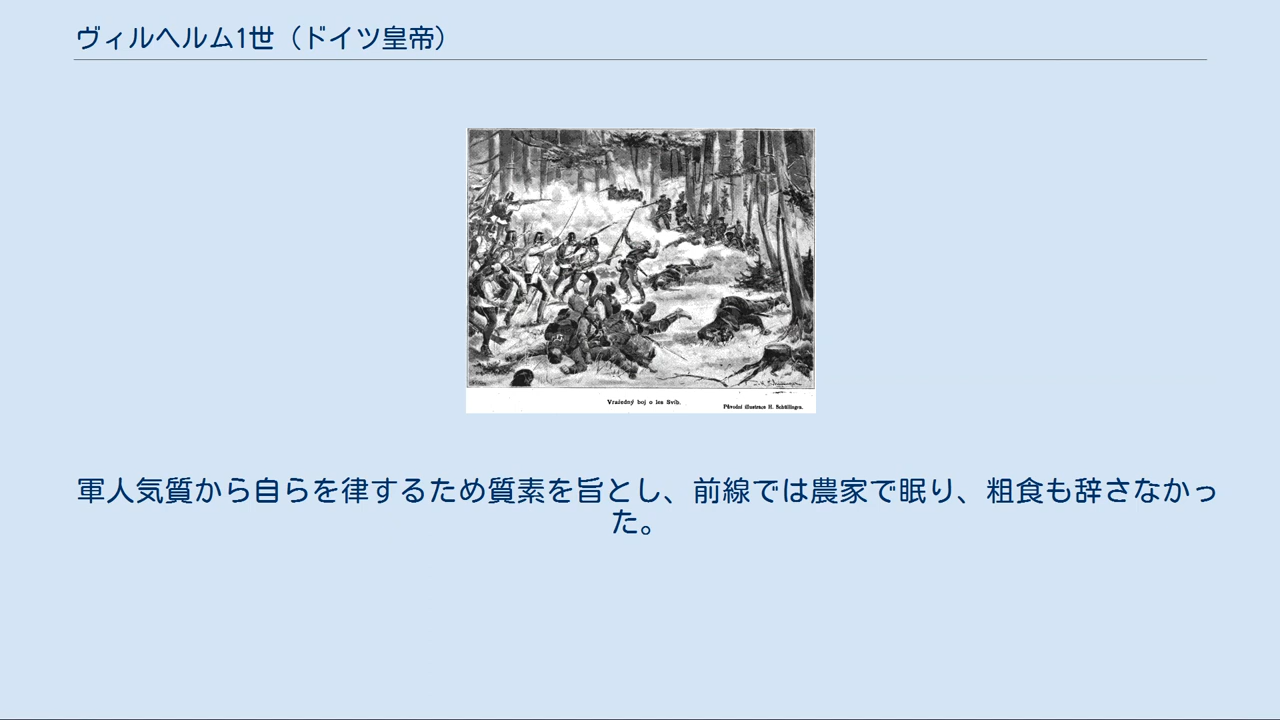 ヴィルヘルム1世（ドイツ皇帝）
Vražedný boj o les Svib.
Původní illustrace H. Schüllingra.
軍人気質から自らを律するため質素を旨とし、前線では農家で眠り、粗食も辞さなかっ
た。